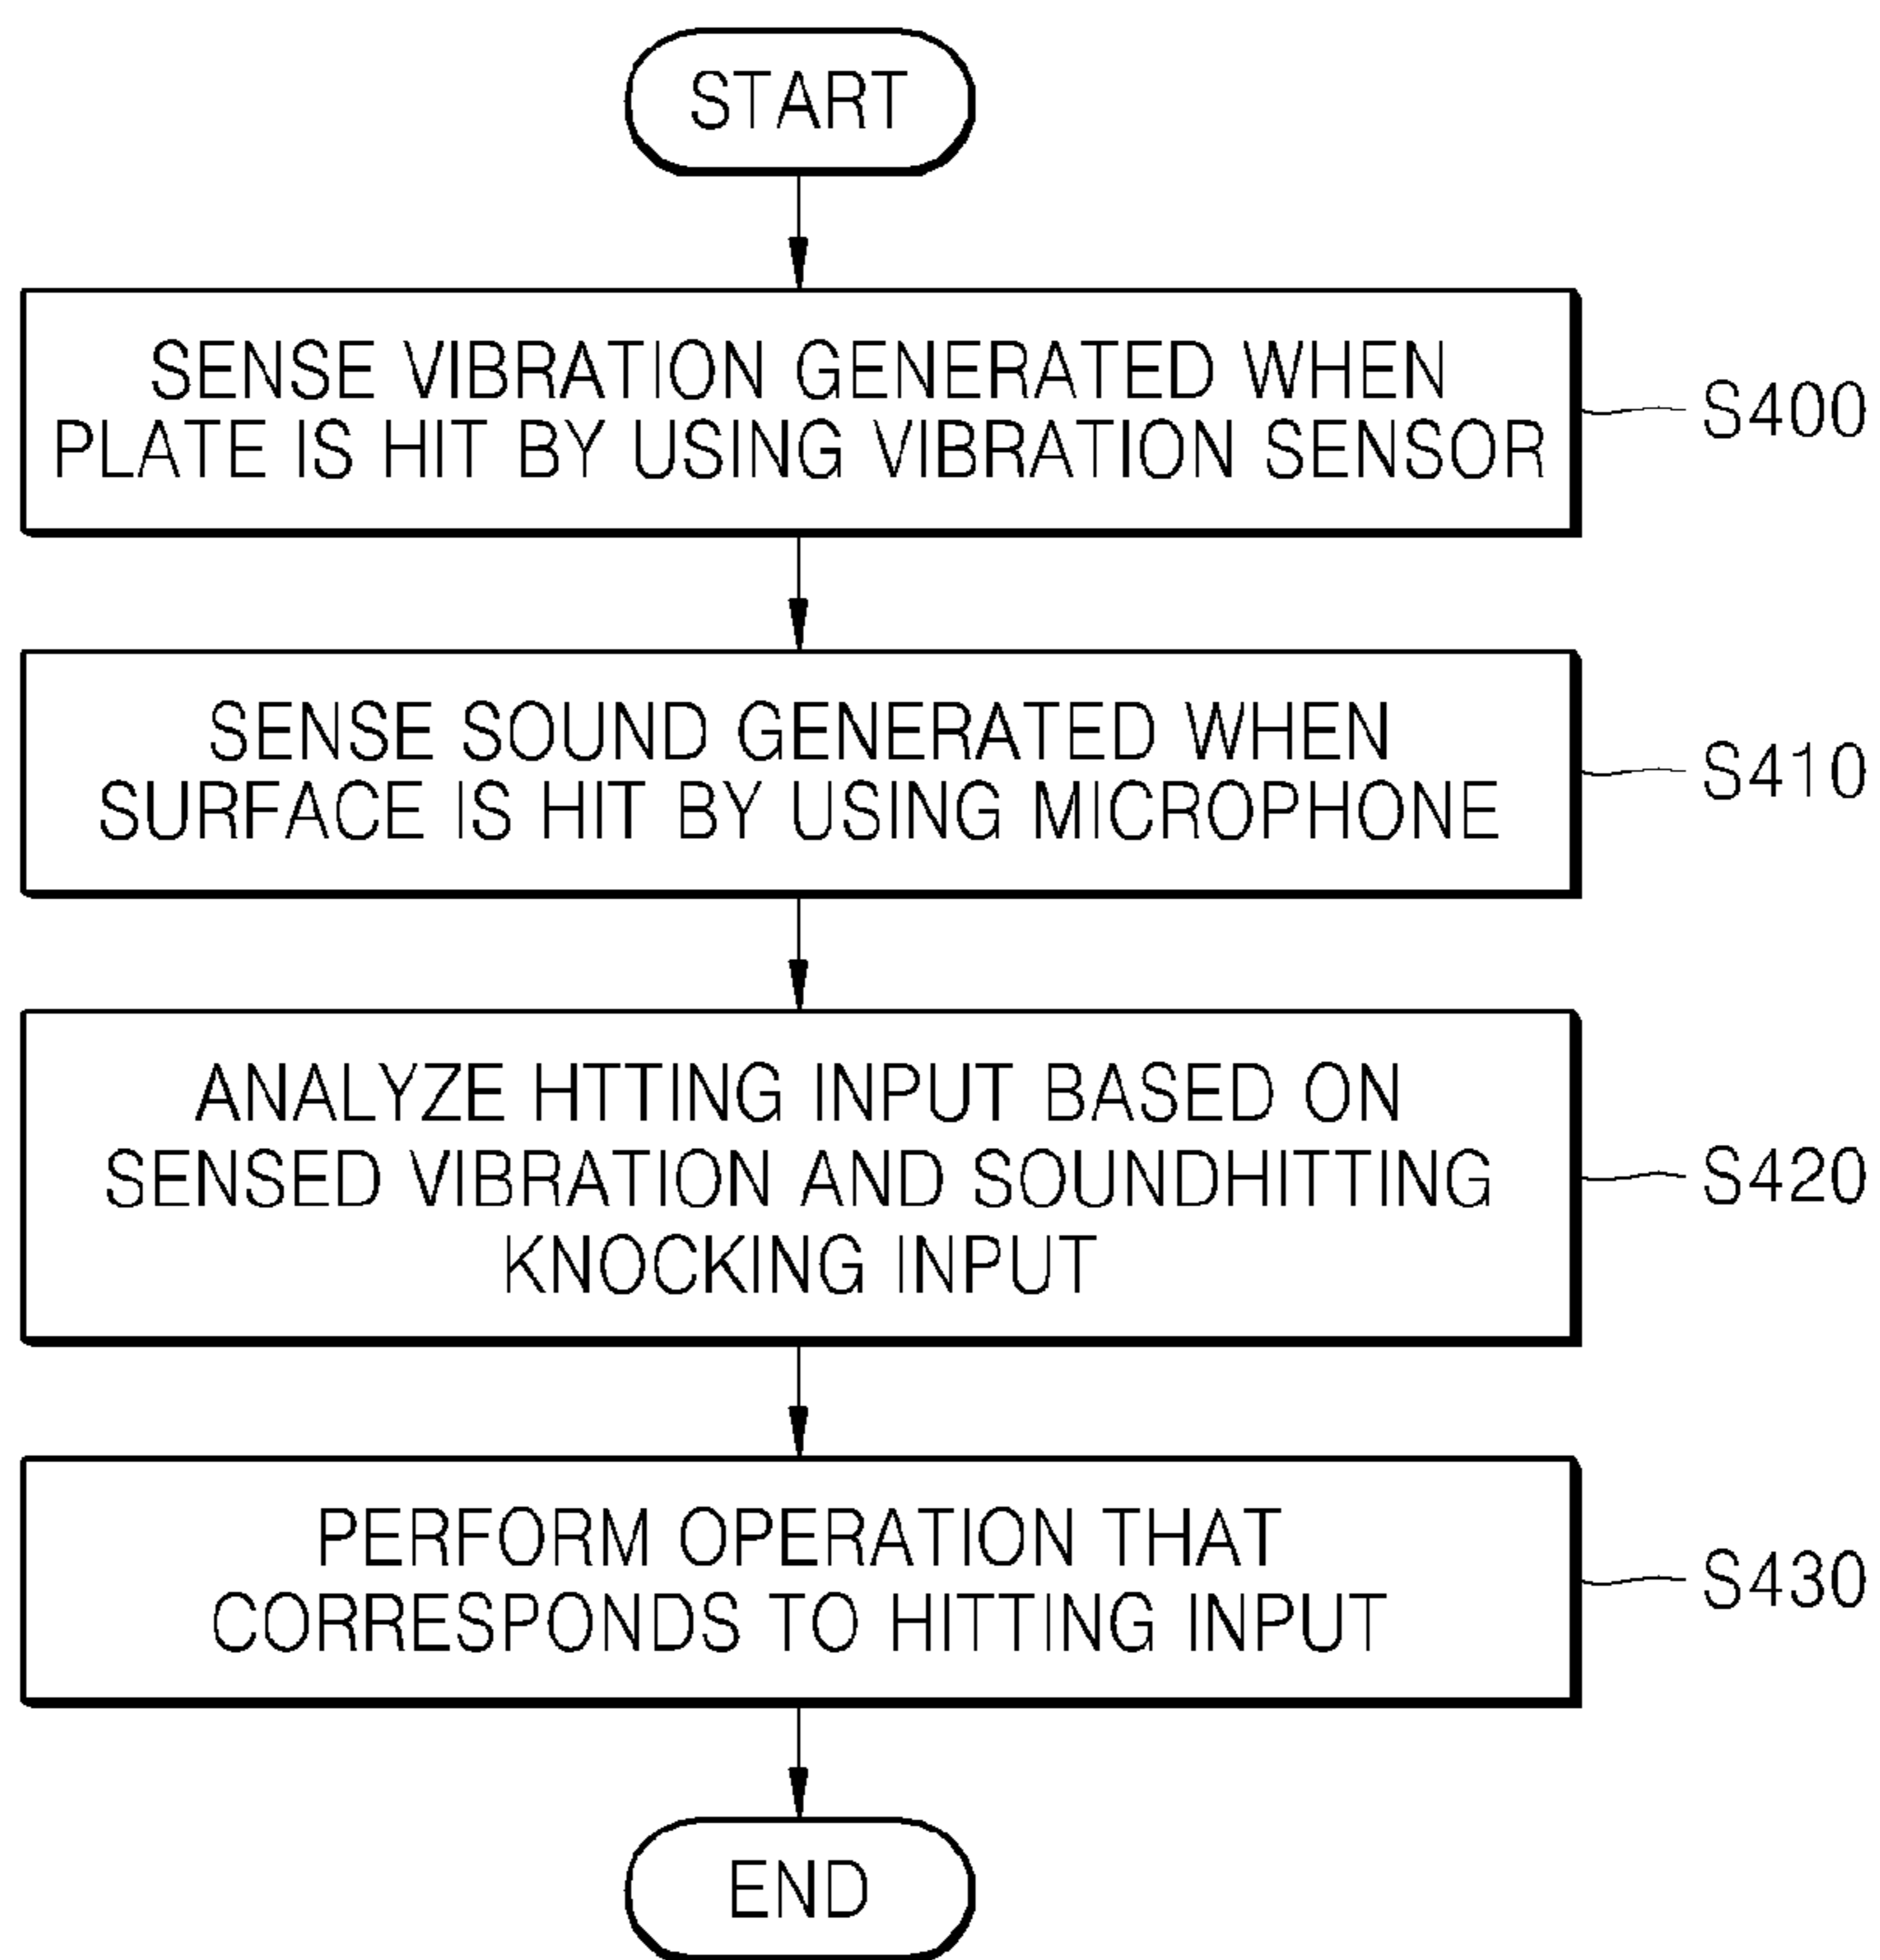 START
SENSE VIBRATION GENERATED WHEN
PLATE IS HIT BY USING VIBRATION SENSOR
S400
SENSE SOUND GENERATED WHEN
SURFACE IS HIT BY USING MICROPHONE
S410
ANALYZE HTTING INPUT BASED ON
SENSED VIBRATION AND SOUNDHITTING
KNOCKING INPUT
S420
PERFORM OPERATION THAT
CORRESPONDS TO HITTING INPUT
S430
END